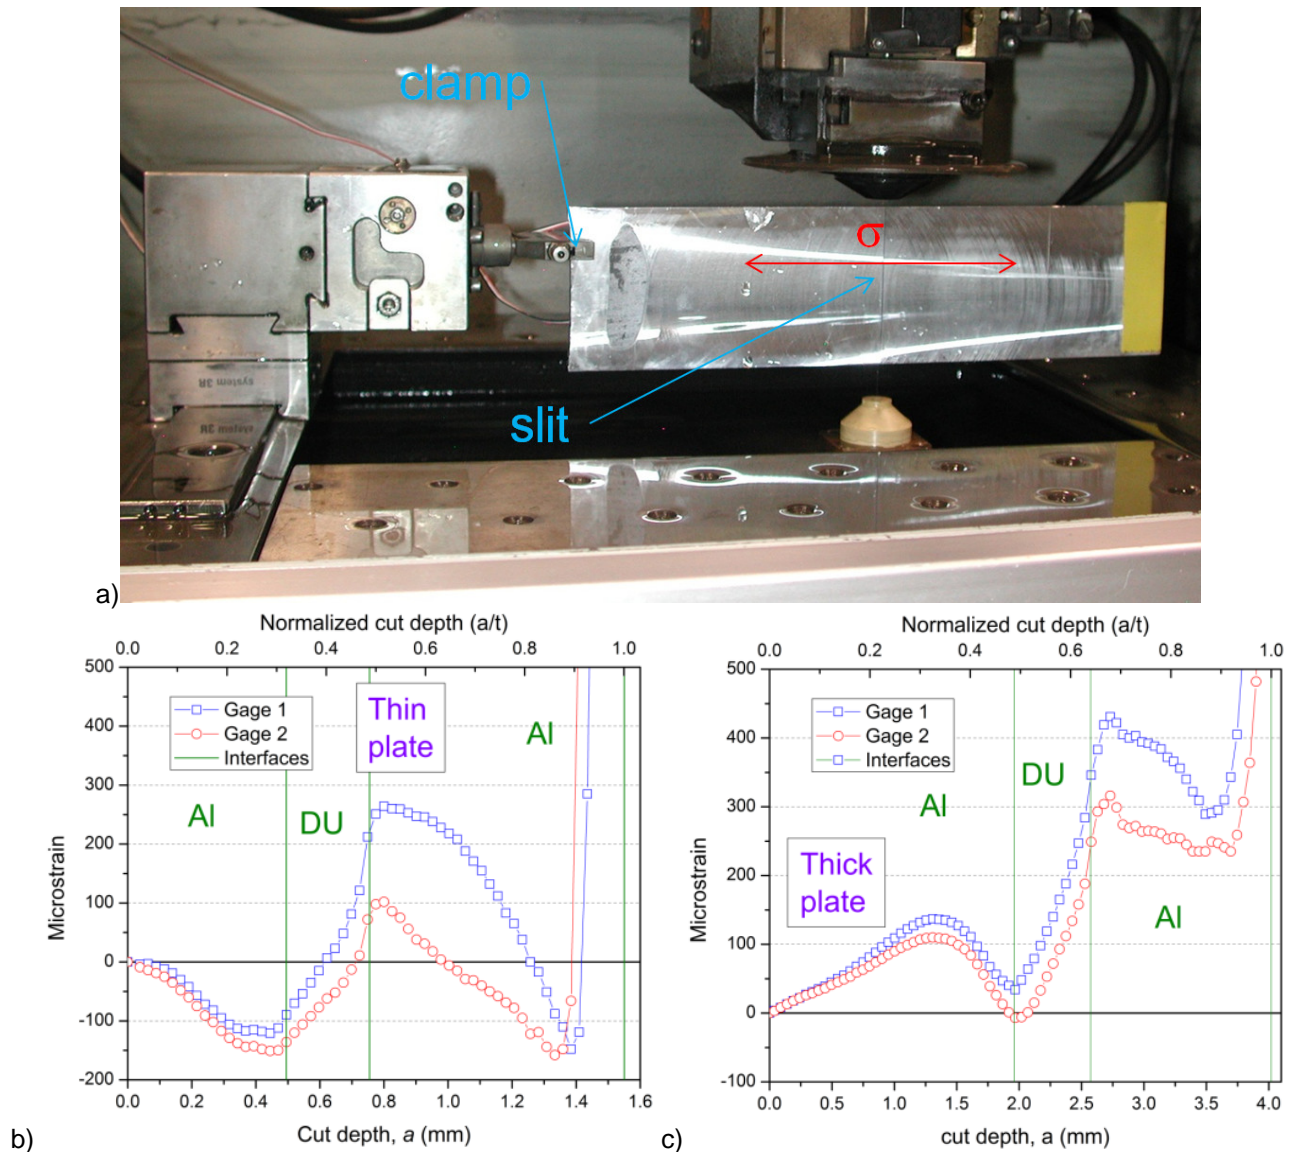 clamp
σ
slit
system 3R
system 3R
a)
Normalized cut depth (a/t)
0.0 0.2 0.4 0.6 0.8 1.0
500
400
300
200
100
0
-100
-200
Microstrain
Gage 1
Gage 2
Interfaces
Thin
plate
Al
DU
Al
0.0 0.2 0.4 0.6 0.8 1.0 1.2 1.4 1.6
Cut depth, a (mm)
b)
Normalized cut depth (a/t)
0.0 0.2 0.4 0.6 0.8 1.0
500
400
300
200
100
0
-100
Microstrain
Gage 1
Gage 2
Interfaces
Thick
plate
Al
DU
Al
0.0 0.5 1.0 1.5 2.0 2.5 3.0 3.5 4.0
cut depth, a (mm)
c)